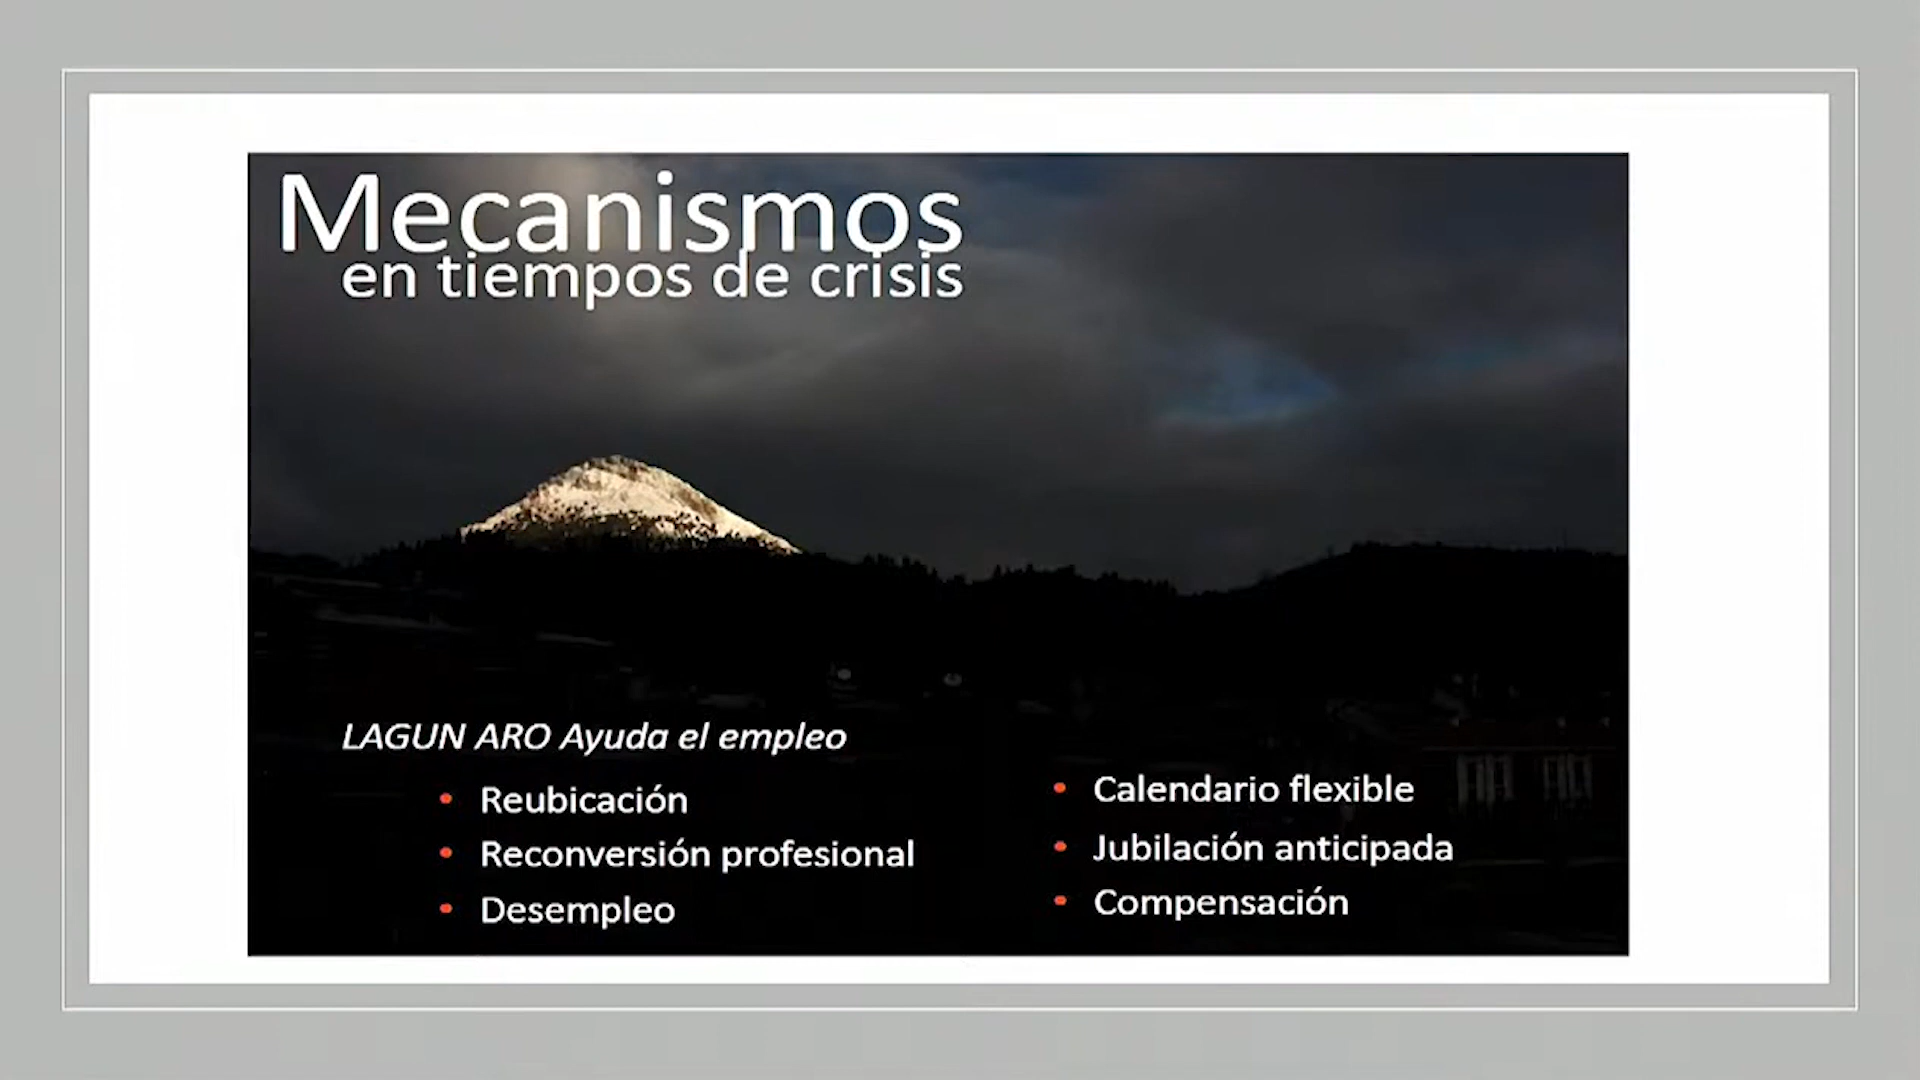 Mecanismos
en tiempos de crisis
LAGUN ARO Ayuda el empleo
• Reubicación
• Reconversión profesional
• Desempleo
• Calendario flexible
• Jubilación anticipada
• Compensación